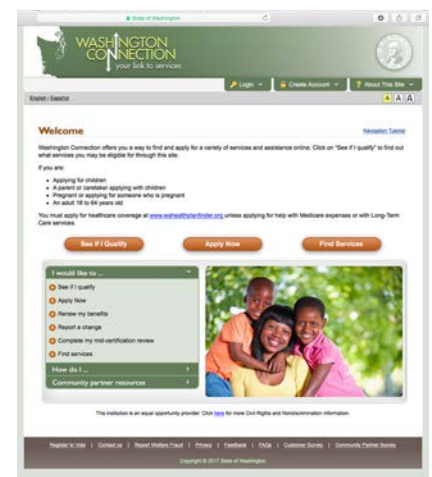 State of Washington
WASHINGTON
CONNECTION
your link to services
Login
Create Account
? About This Site
English | Español
A A A
Welcome
Navigation Tutorial
Washington Connection offers you a way to find and apply for a variety of services and assistance online. Click on "See if I qualify" to find out
what services you may be eligible for through this site.
If you are:
• Applying for children
• A parent or caretaker applying with children
• Pregnant or applying for someone who is pregnant
• An adult 18 to 64 years old
You must apply for healthcare coverage at www.wahealthplanfinder.org unless applying for help with Medicare expenses or with Long-Term
Care services.
See If I Qualify
Apply Now
Find Services
I would like to ...
See if I qualify
Apply Now
Renew my benefits
Report a change
Complete my mid-certification review
Find services
How do I ...
Community partner resources
This institution is an equal opportunity provider. Click here for more Civil Rights and Nondiscrimination information.
Register to Vote | Contact us | Report Welfare Fraud | Privacy | Feedback | FAQs | Customer Survey | Community Partner Survey
Copyright © 2017 State of Washington